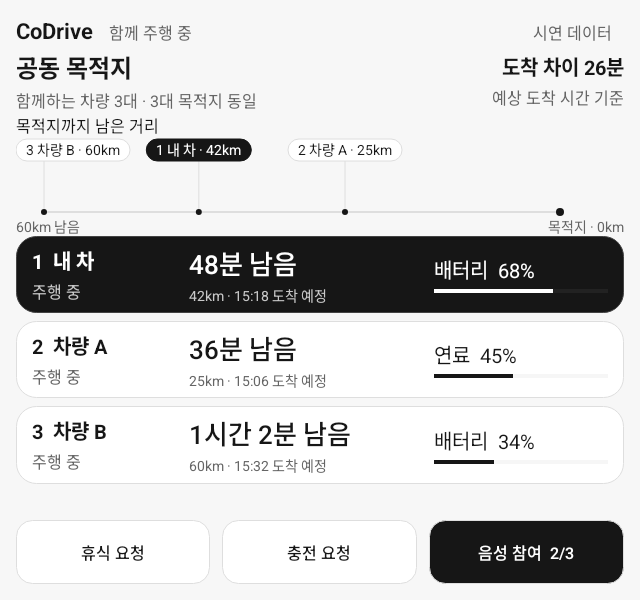 CoDrive 함께 주행 중
시연 데이터
공동 목적지
도착 차이 26분
함께하는 차량 3대 · 3대 목적지 동일
예상 도착 시간 기준
목적지까지 남은 거리
3 차량 B · 60km
1 내 차 · 42km
2 차량 A · 25km
60km 남음
목적지 · 0km
1 내 차
48분 남음
배터리 68%
주행 중
42km · 15:18 도착 예정
2 차량 A
36분 남음
연료 45%
주행 중
25km · 15:06 도착 예정
3 차량 B
1시간 2분 남음
배터리 34%
주행 중
60km · 15:32 도착 예정
휴식 요청
충전 요청
음성 참여 2/3